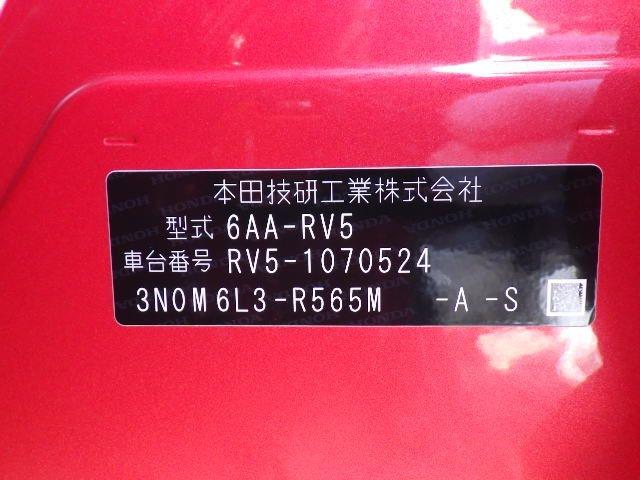 本田技研工業株式会社
型式 6AA-RV5
車台番号 RV5-1070524
3N0M6L3-R565M -A -S